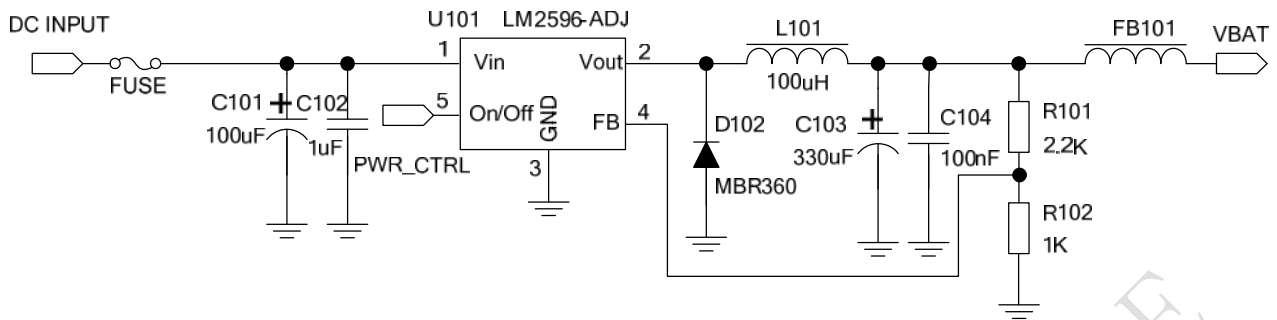 DC INPUT
FUSE
C101
100uF
C102
1uF
PWR_CTRL
U101 LM2596-ADJ
1
5
Vin
On/Off
GND
Vout
FB
2
4
3
D102
MBR360
L101
100uH
C103
330uF
C104
100nF
R101
2.2K
R102
1K
FB101
VBAT